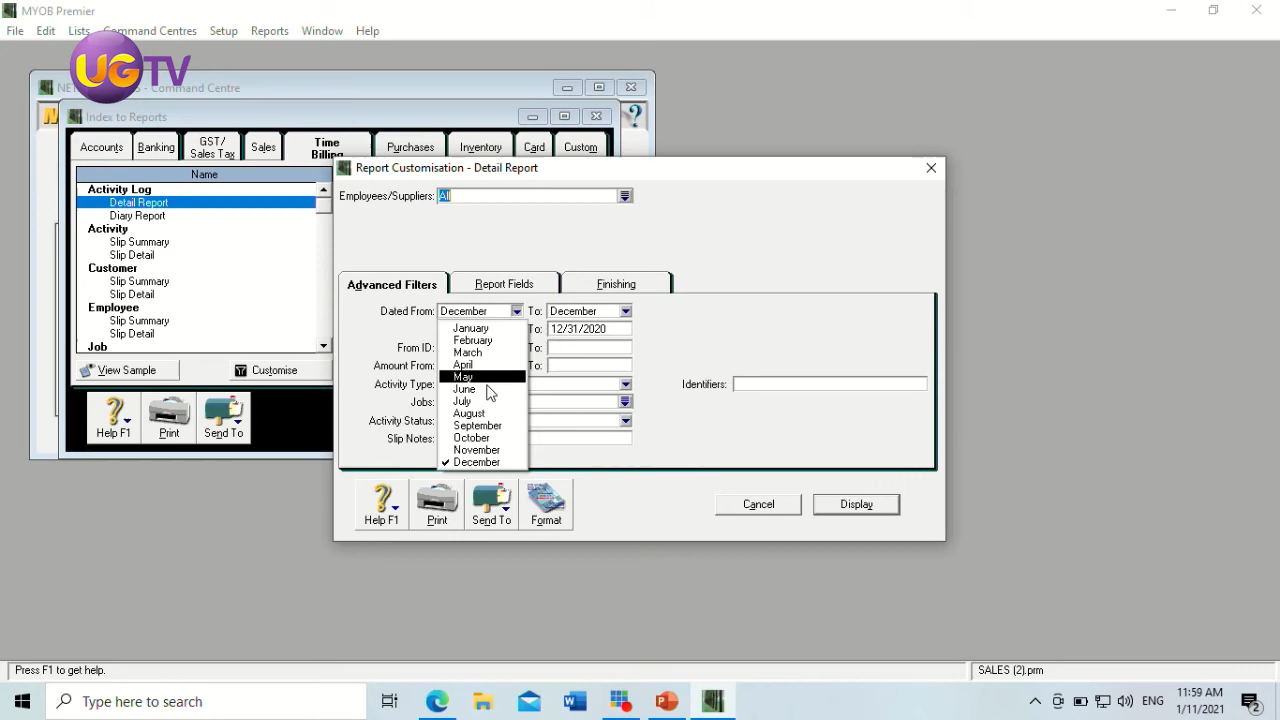 MYOB Premier
File Edit Lists Command Centres Setup Reports Window Help
UGTV
- Command Centre
Index to Reports
Accounts Banking GST/ Sales Tax Sales Time Billing Purchases Inventory Card Custom
Name
Activity Log
Detail Report
Diary Report
Activity
Slip Summary
Slip Detail
Customer
Slip Summary
Slip Detail
Employee
Slip Summary
Slip Detail
Job
View Sample Customise
Help F1 Print Send To
Report Customisation - Detail Report
Employees/Suppliers: All
Advanced Filters Report Fields Finishing
Dated From: December To: December
January
February
March
April
May
June
July
August
September
October
November
December
To: 12/31/2020
From ID: To:
Amount From: To:
Activity Type:
Identifiers:
Jobs:
Activity Status:
Slip Notes:
Help F1 Print Send To Format
Cancel Display
Press F1 to get help. SALES (2).prm
Type here to search
ENG
11:59 AM
1/11/2021
2